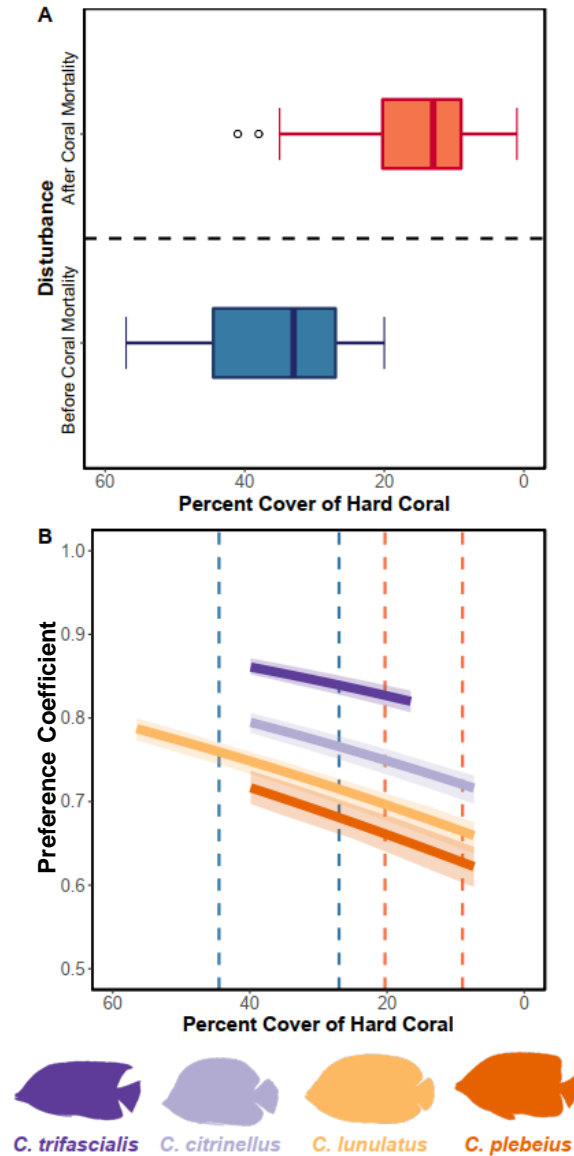 A
Disturbance
After Coral Mortality
Before Coral Mortality
60
40
20
0
Percent Cover of Hard Coral
B
Preference Coefficient
1.0
0.9
0.8
0.7
0.6
0.5
60
40
20
0
Percent Cover of Hard Coral
C. trifascialis
C. citrinellus
C. lunulatus
C. plebeius